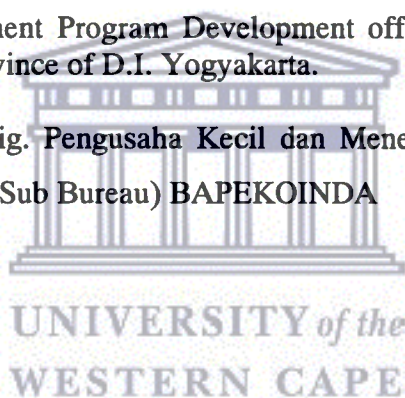 ment Program Development off
vince of D.I. Yogyakarta.
ig. Pengusaha Kecil dan Mene
Sub Bureau) BAPEKOINDA
UNIVERSITY of the
WESTERN CAPE